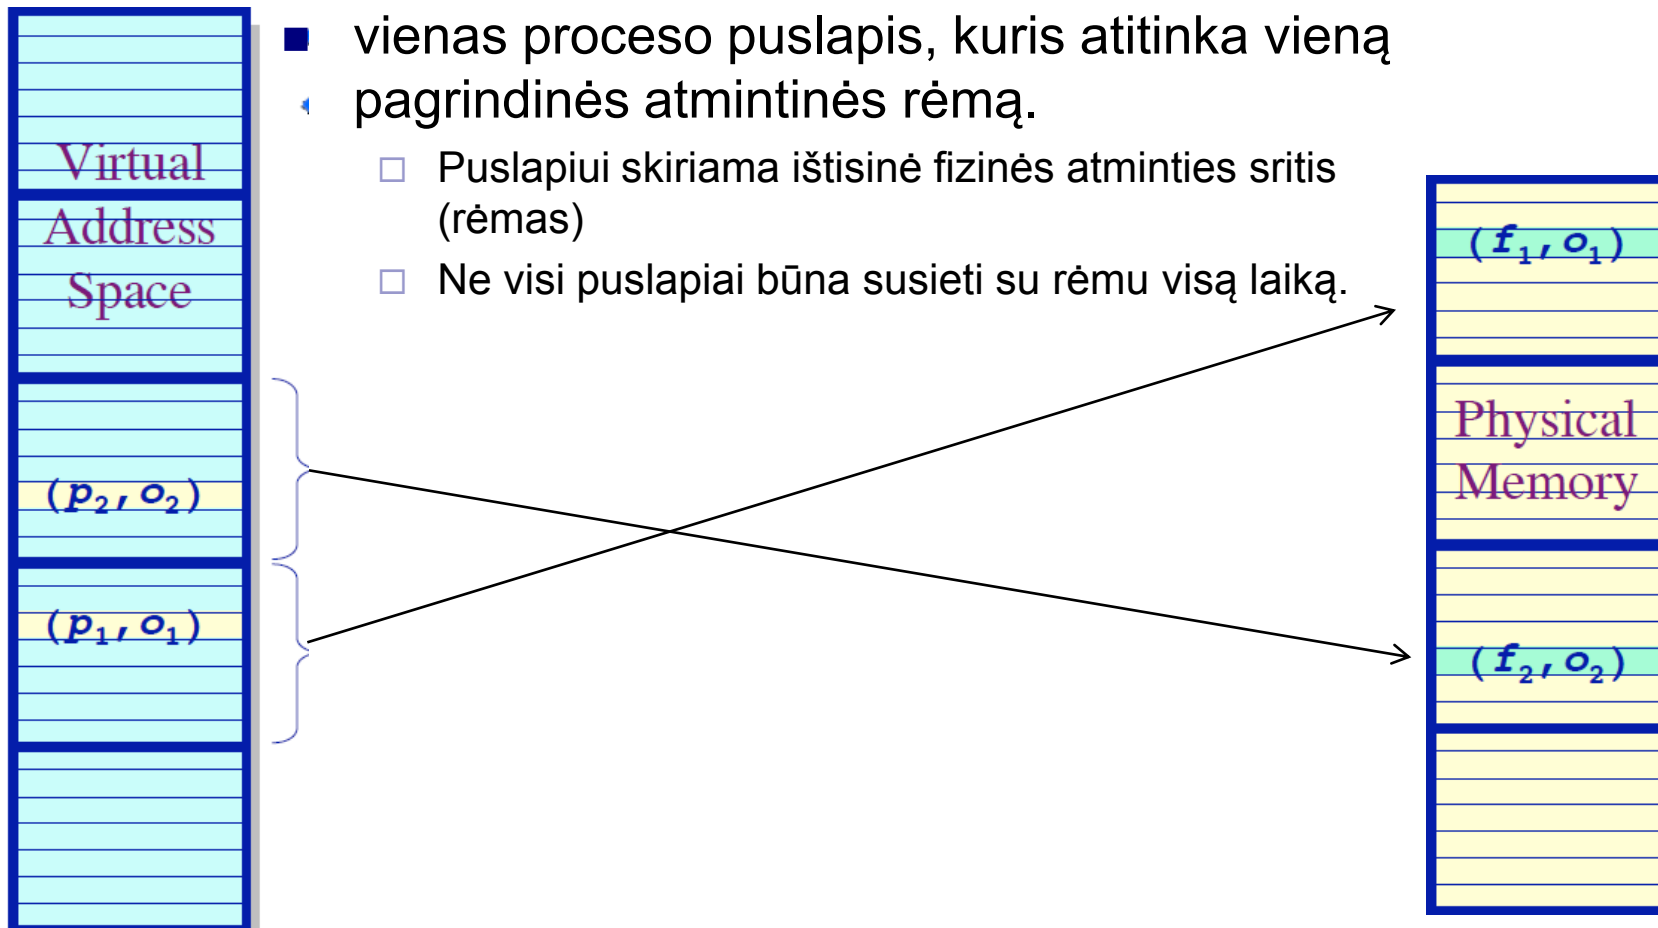 vienas proceso puslapis, kuris atitinka vieną
pagrindinės atmintinės rėmą.
Puslapiui skiriama ištisinė fizinės atminties sritis
(rėmas)
Ne visi puslapiai būna susieti su rėmu visą laiką.
Virtual
Address
Space
(p₂, o₂)
(p₁, o₁)
(f₁, o₁)
Physical
Memory
(f₂, o₂)